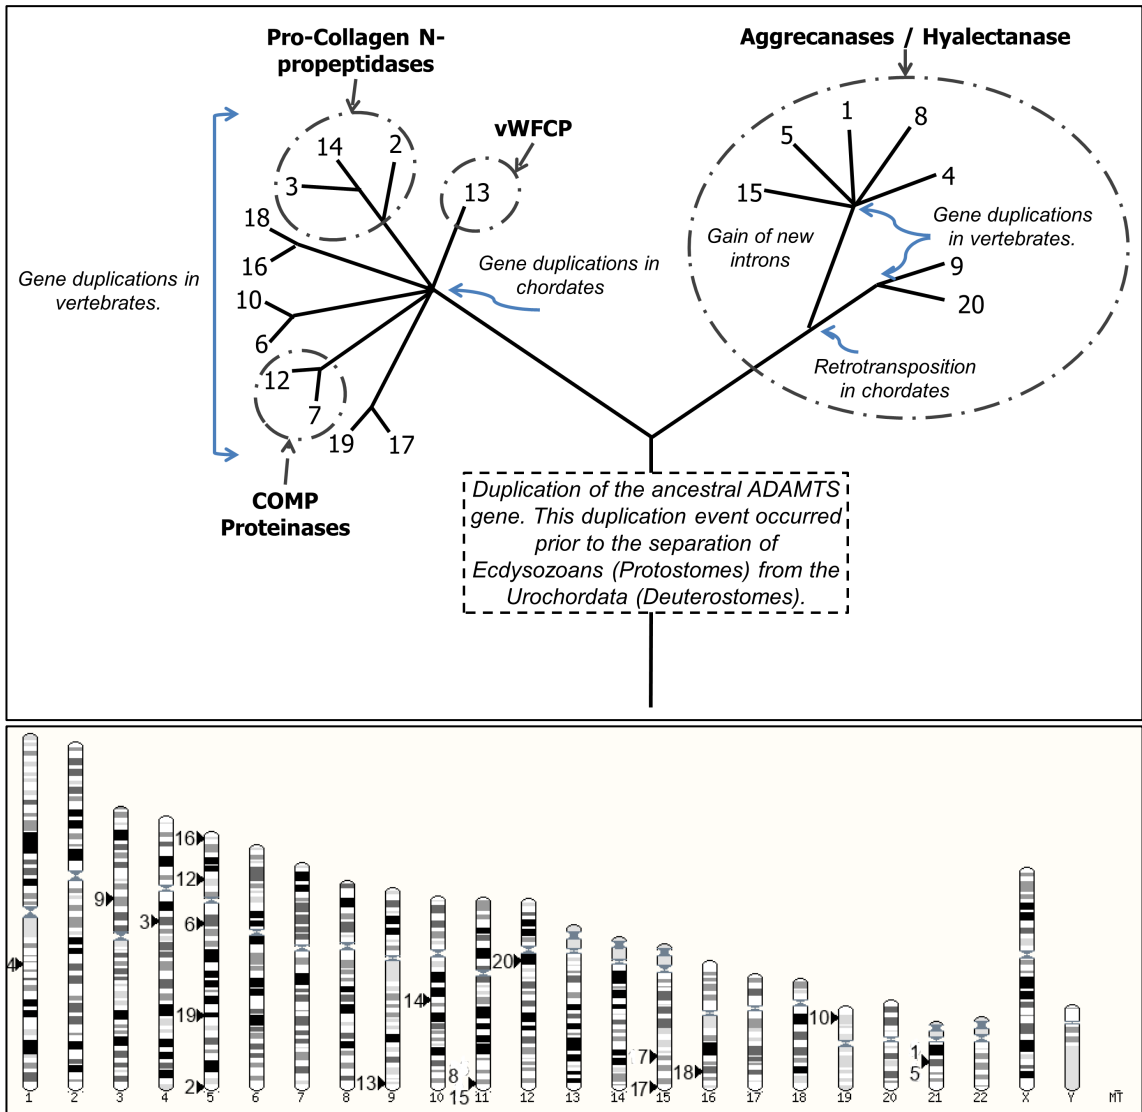 Pro-Collagen N-
propeptidases
Aggrecanases / Hyalectanase
vWFCP
14
2
3
13
18
16
10
6
12
7
19
17
Gene duplications in
vertebrates.
Gene duplications in
chordates
COMP
Proteinases
5
1
8
15
4
9
20
Gain of new
introns
Gene duplications
in vertebrates.
Retrotransposition
in chordates
Duplication of the ancestral ADAMTS
gene. This duplication event occurred
prior to the separation of
Ecdysozoans (Protostomes) from the
Urochordata (Deuterostomes).
4
9
3
16
12
6
19
2
13
14
8
15
20
7
17
18
10
1
5
1 2 3 4 5 6 7 8 9 10 11 12 13 14 15 16 17 18 19 20 21 22 X Y MT